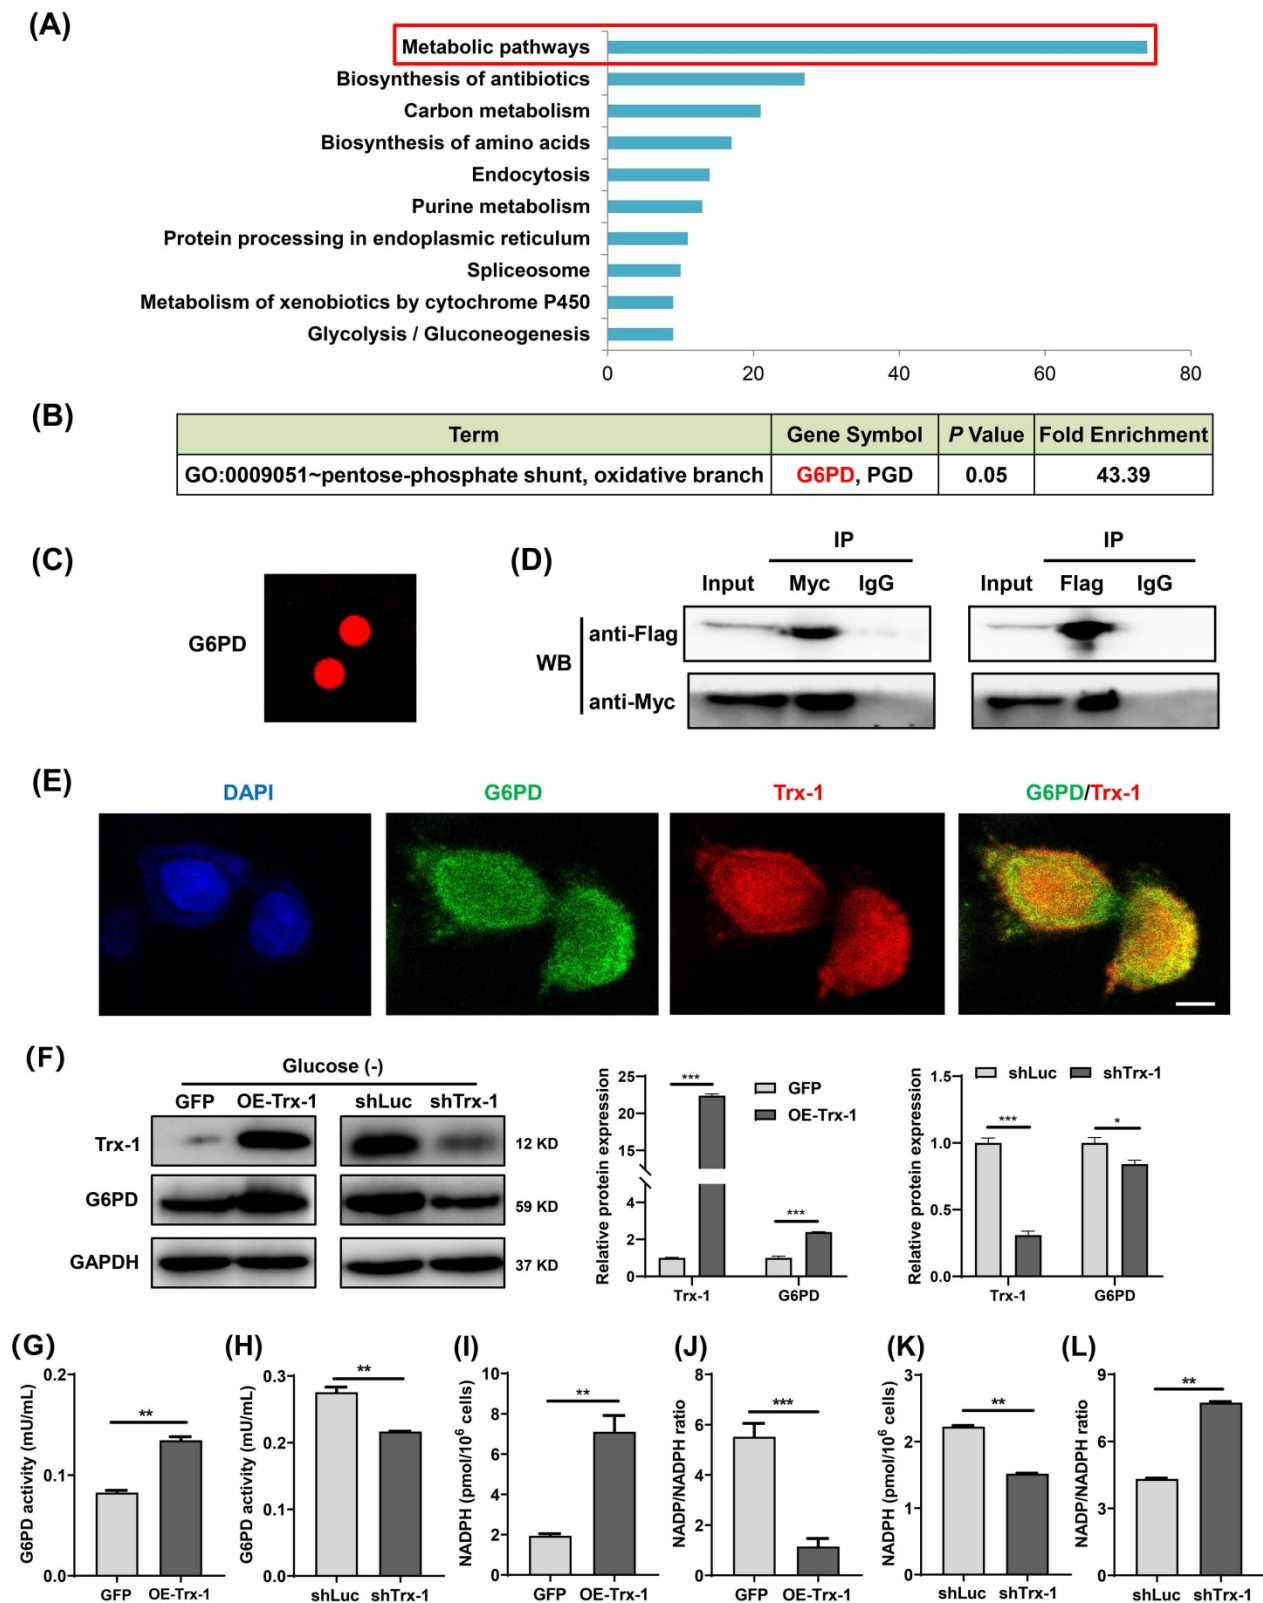 (A)
Metabolic pathways
Biosynthesis of antibiotics
Carbon metabolism
Biosynthesis of amino acids
Endocytosis
Purine metabolism
Protein processing in endoplasmic reticulum
Spliceosome
Metabolism of xenobiotics by cytochrome P450
Glycolysis / Gluconeogenesis
0 20 40 60 80
(B)
Term Gene Symbol P Value Fold Enrichment
GO:0009051~pentose-phosphate shunt, oxidative branch G6PD, PGD 0.05 43.39
(C)
G6PD
(D)
IP IP
Input Myc IgG Input Flag IgG
WB
anti-Flag
anti-Myc
(E)
DAPI G6PD Trx-1 G6PD/Trx-1
(F)
Glucose (-)
GFP OE-Trx-1 shLuc shTrx-1
Trx-1 12 KD
G6PD 59 KD
GAPDH 37 KD
Relative protein expression
25
20
15
4
2
0
***
***
GFP
OE-Trx-1
Trx-1 G6PD
Relative protein expression
1.5
1.0
0.5
0.0
shLuc shTrx-1
***
*
Trx-1 G6PD
(G)
G6PD activity (mU/mL)
0.2
0.1
0.0
**
GFP OE-Trx-1
(H)
G6PD activity (mU/mL)
0.3
0.2
0.1
0.0
**
shLuc shTrx-1
(I)
NADPH (pmol/10⁶ cells)
10
8
6
4
2
0
**
GFP OE-Trx-1
(J)
NADP/NADPH ratio
8
6
4
2
0
***
GFP OE-Trx-1
(K)
NADPH (pmol/10⁶ cells)
3
2
1
0
**
shLuc shTrx-1
(L)
NADP/NADPH ratio
9
6
3
0
**
shLuc shTrx-1